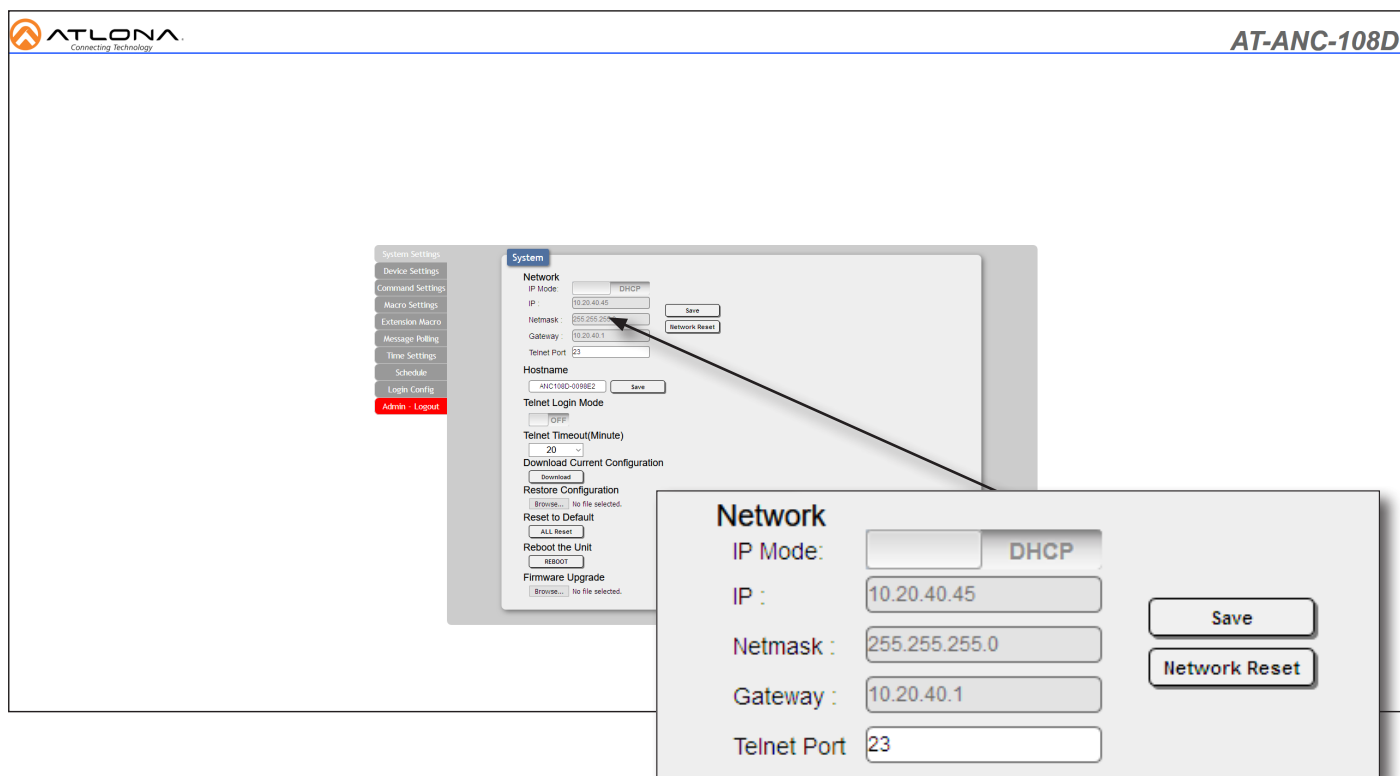 ATLONA.
Connecting Technology
AT-ANC-108D
System Settings
Device Settings
Command Settings
Macro Settings
Extension Macro
Message Polling
Time Settings
Schedule
Login Config
Admin - Logout
System
Network
IP Mode: DHCP
IP : 10.20.40.45
Netmask : 255.255.255
Gateway : 10.20.40.1
Telnet Port 23
Save
Network Reset
Hostname
ANC108D-0098E2 Save
Telnet Login Mode
OFF
Telnet Timeout(Minute)
20
Download Current Configuration
Download
Restore Configuration
Browse... No file selected.
Reset to Default
ALL Reset
Reboot the Unit
REBOOT
Firmware Upgrade
Browse... No file selected.
Network
IP Mode: DHCP
IP : 10.20.40.45
Netmask : 255.255.255.0
Gateway : 10.20.40.1
Telnet Port 23
Save
Network Reset